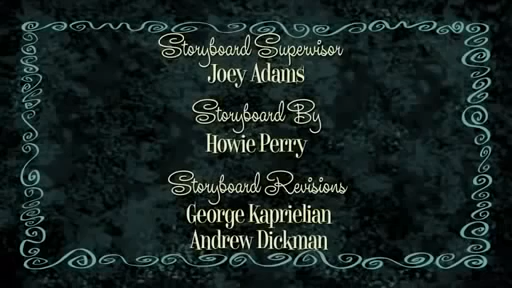 Storyboard Supervisor
Joey Adams
Storyboard By
Howie Perry
Storyboard Revisions
George Kaprielian
Andrew Dickman